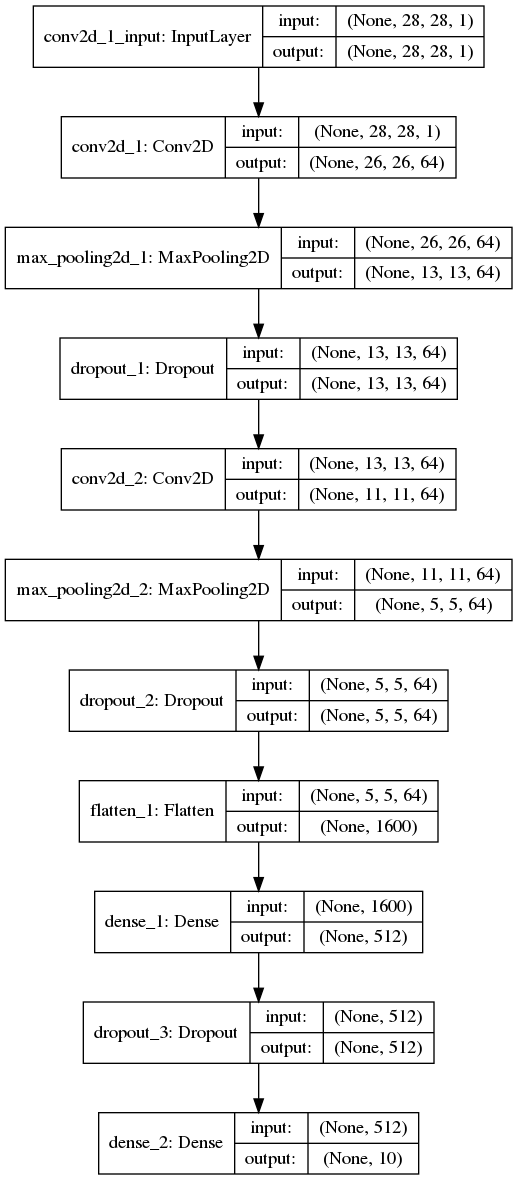 conv2d_1_input: InputLayer
input: (None, 28, 28, 1)
output: (None, 28, 28, 1)
conv2d_1: Conv2D
input: (None, 28, 28, 1)
output: (None, 26, 26, 64)
max_pooling2d_1: MaxPooling2D
input: (None, 26, 26, 64)
output: (None, 13, 13, 64)
dropout_1: Dropout
input: (None, 13, 13, 64)
output: (None, 13, 13, 64)
conv2d_2: Conv2D
input: (None, 13, 13, 64)
output: (None, 11, 11, 64)
max_pooling2d_2: MaxPooling2D
input: (None, 11, 11, 64)
output: (None, 5, 5, 64)
dropout_2: Dropout
input: (None, 5, 5, 64)
output: (None, 5, 5, 64)
flatten_1: Flatten
input: (None, 5, 5, 64)
output: (None, 1600)
dense_1: Dense
input: (None, 1600)
output: (None, 512)
dropout_3: Dropout
input: (None, 512)
output: (None, 512)
dense_2: Dense
input: (None, 512)
output: (None, 10)